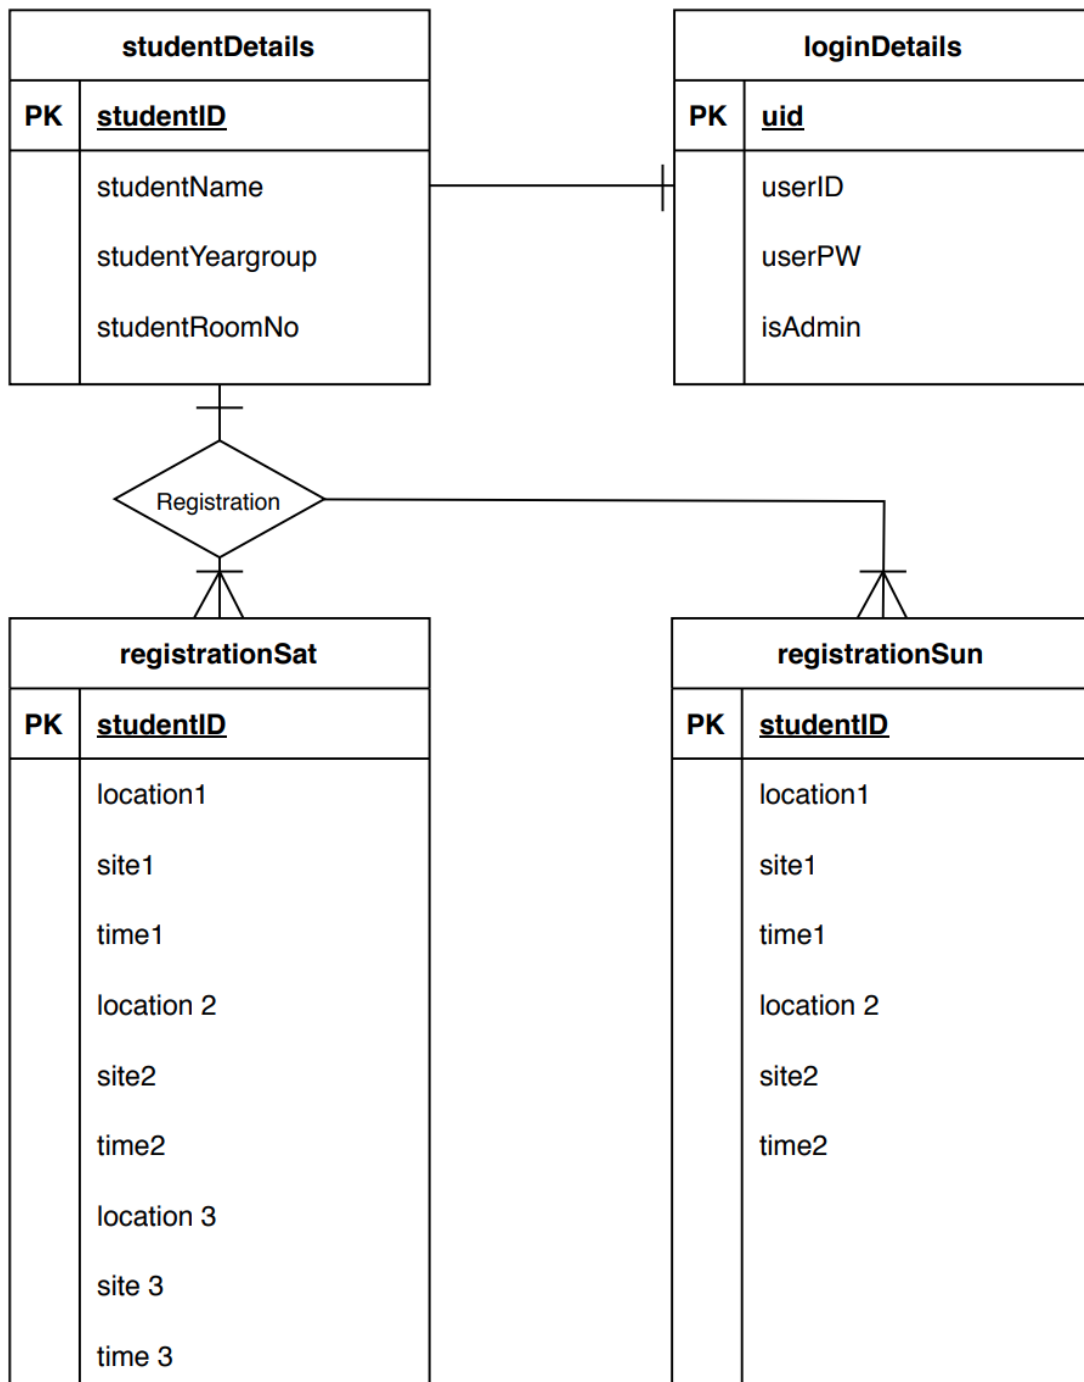 studentDetails
PK studentID
studentName
studentYeargroup
studentRoomNo
loginDetails
PK uid
userID
userPW
isAdmin
Registration
registrationSat
PK studentID
location1
site1
time1
location 2
site2
time2
location 3
site 3
time 3
registrationSun
PK studentID
location1
site1
time1
location 2
site2
time2